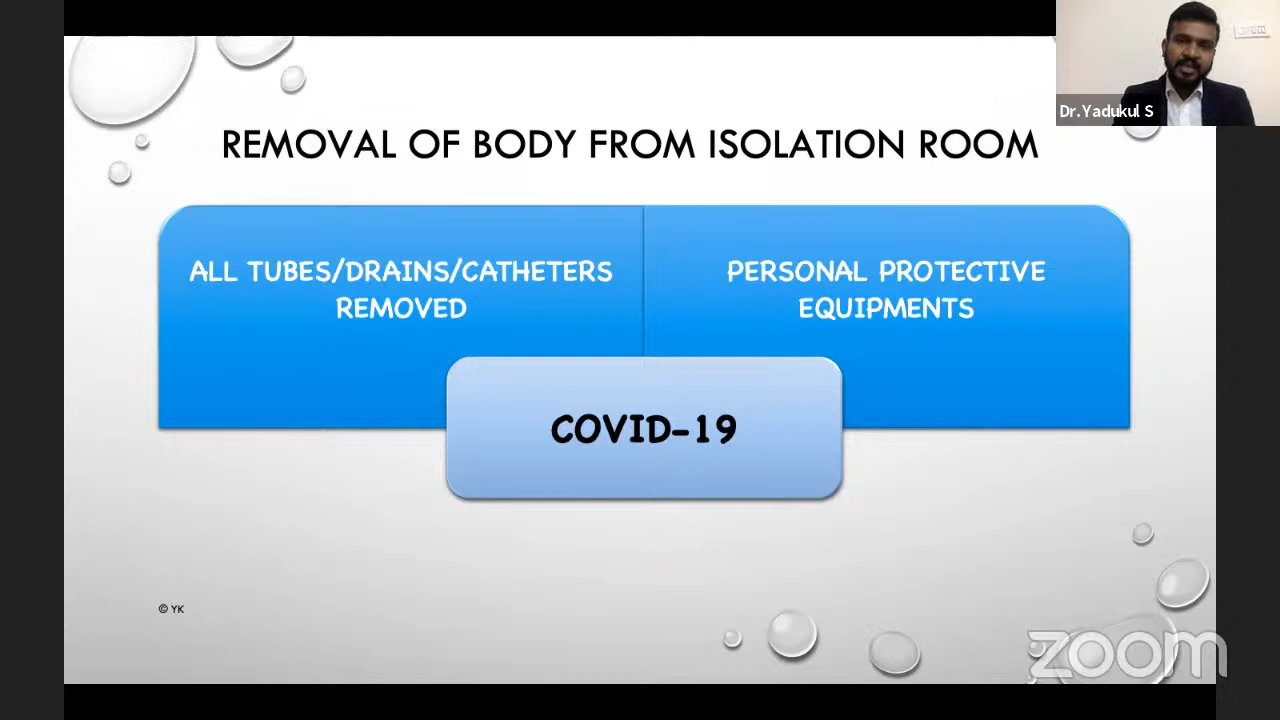 Dr.Yadukul S
REMOVAL OF BODY FROM ISOLATION ROOM
ALL TUBES/DRAINS/CATHETERS
REMOVED
PERSONAL PROTECTIVE
EQUIPMENTS
COVID-19
© YK
zoom